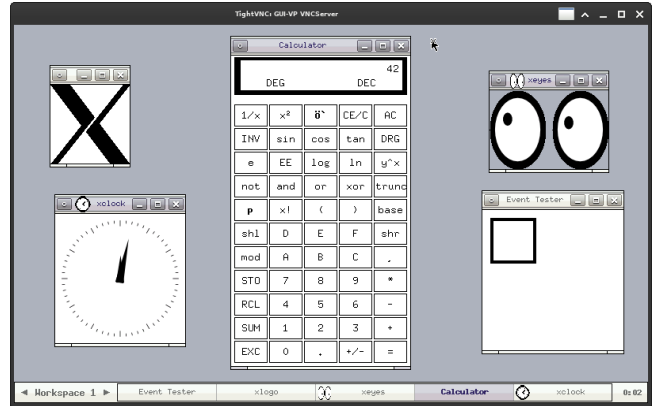 TightVNC: GUI-VP VNCServer
Calculator
42
DEG DEC
1/x x² ö` CE/C AC
INV sin cos tan DRG
e EE log ln y^x
not and or xor trunc
p x! ( ) base
shl D E F shr
mod A B C ,
STO 7 8 9 *
RCL 4 5 6 -
SUM 1 2 3 +
EXC 0 . +/- =
xclock
xeyes
Event Tester
Workspace 1 Event Tester xlogo xeyes Calculator xclock 0:02